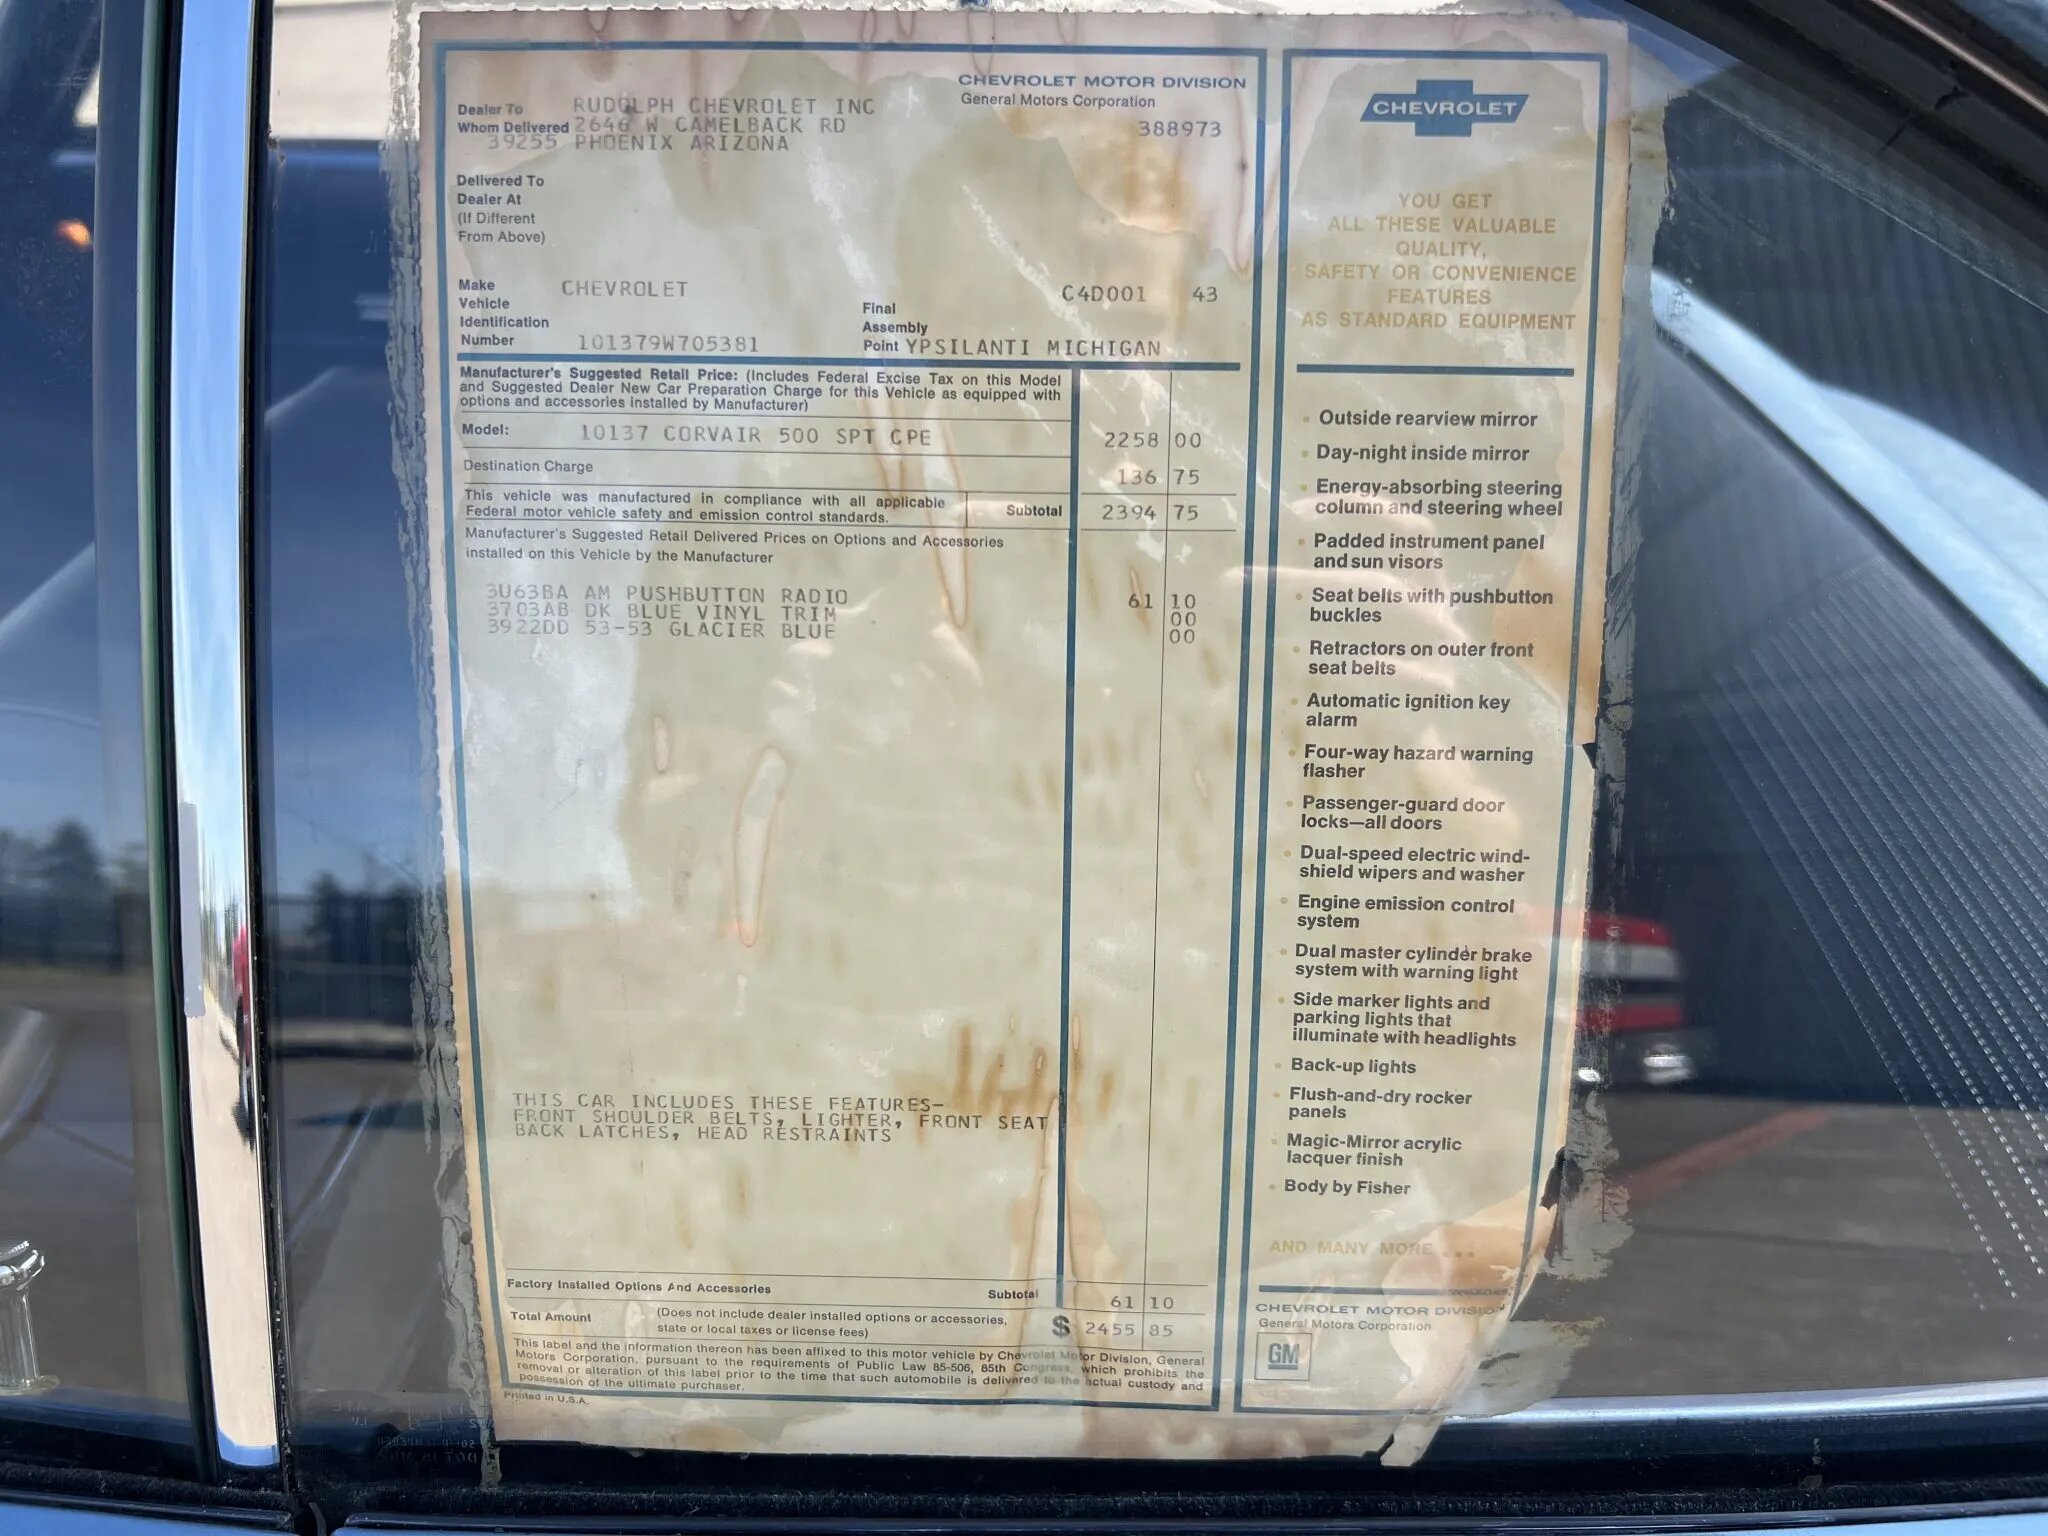 CHEVROLET MOTOR DIVISION
General Motors Corporation
388973
Dealer To RUDOLPH CHEVROLET INC
Whom Delivered 2646 W CAMELBACK RD
39255 PHOENIX ARIZONA
Delivered To
Dealer At
(If Different
From Above)
Make CHEVROLET
C4D001 43
Vehicle
Identification
Number 101379W705381
Final
Assembly
Point YPSILANTI MICHIGAN
Manufacturer's Suggested Retail Price: (Includes Federal Excise Tax on this Model
and Suggested Dealer New Car Preparation Charge for this Vehicle as equipped with
options and accessories installed by Manufacturer)
Model: 10137 CORVAIR 500 SPT CPE 2258 00
Destination Charge 136 75
This vehicle was manufactured in compliance with all applicable
Federal motor vehicle safety and emission control standards. Subtotal 2394 75
Manufacturer's Suggested Retail Delivered Prices on Options and Accessories
installed on this Vehicle by the Manufacturer
3U63BA AM PUSHBUTTON RADIO 61 10
3703AB DK BLUE VINYL TRIM 00
3922DD 53-53 GLACIER BLUE 00
THIS CAR INCLUDES THESE FEATURES-
FRONT SHOULDER BELTS, LIGHTER, FRONT SEAT
BACK LATCHES, HEAD RESTRAINTS
Factory Installed Options And Accessories Subtotal 61 10
Total Amount (Does not include dealer installed options or accessories,
state or local taxes or license fees) $ 2455 85
This label and the information thereon has been affixed to this motor vehicle by Chevrolet Motor Division, General
Motors Corporation, pursuant to the requirements of Public Law 85-506, 85th Congress, which prohibits the
removal or alteration of this label prior to the time that such automobile is delivered to the actual custody and
possession of the ultimate purchaser.
Printed in U.S.A.
CHEVROLET
YOU GET
ALL THESE VALUABLE
QUALITY,
SAFETY OR CONVENIENCE
FEATURES
AS STANDARD EQUIPMENT
• Outside rearview mirror
• Day-night inside mirror
• Energy-absorbing steering
column and steering wheel
• Padded instrument panel
and sun visors
• Seat belts with pushbutton
buckles
• Retractors on outer front
seat belts
• Automatic ignition key
alarm
• Four-way hazard warning
flasher
• Passenger-guard door
locks—all doors
• Dual-speed electric wind-
shield wipers and washer
• Engine emission control
system
• Dual master cylinder brake
system with warning light
• Side marker lights and
parking lights that
illuminate with headlights
• Back-up lights
• Flush-and-dry rocker
panels
• Magic-Mirror acrylic
lacquer finish
• Body by Fisher
AND MANY MORE ...
CHEVROLET MOTOR DIVISION
General Motors Corporation
GM